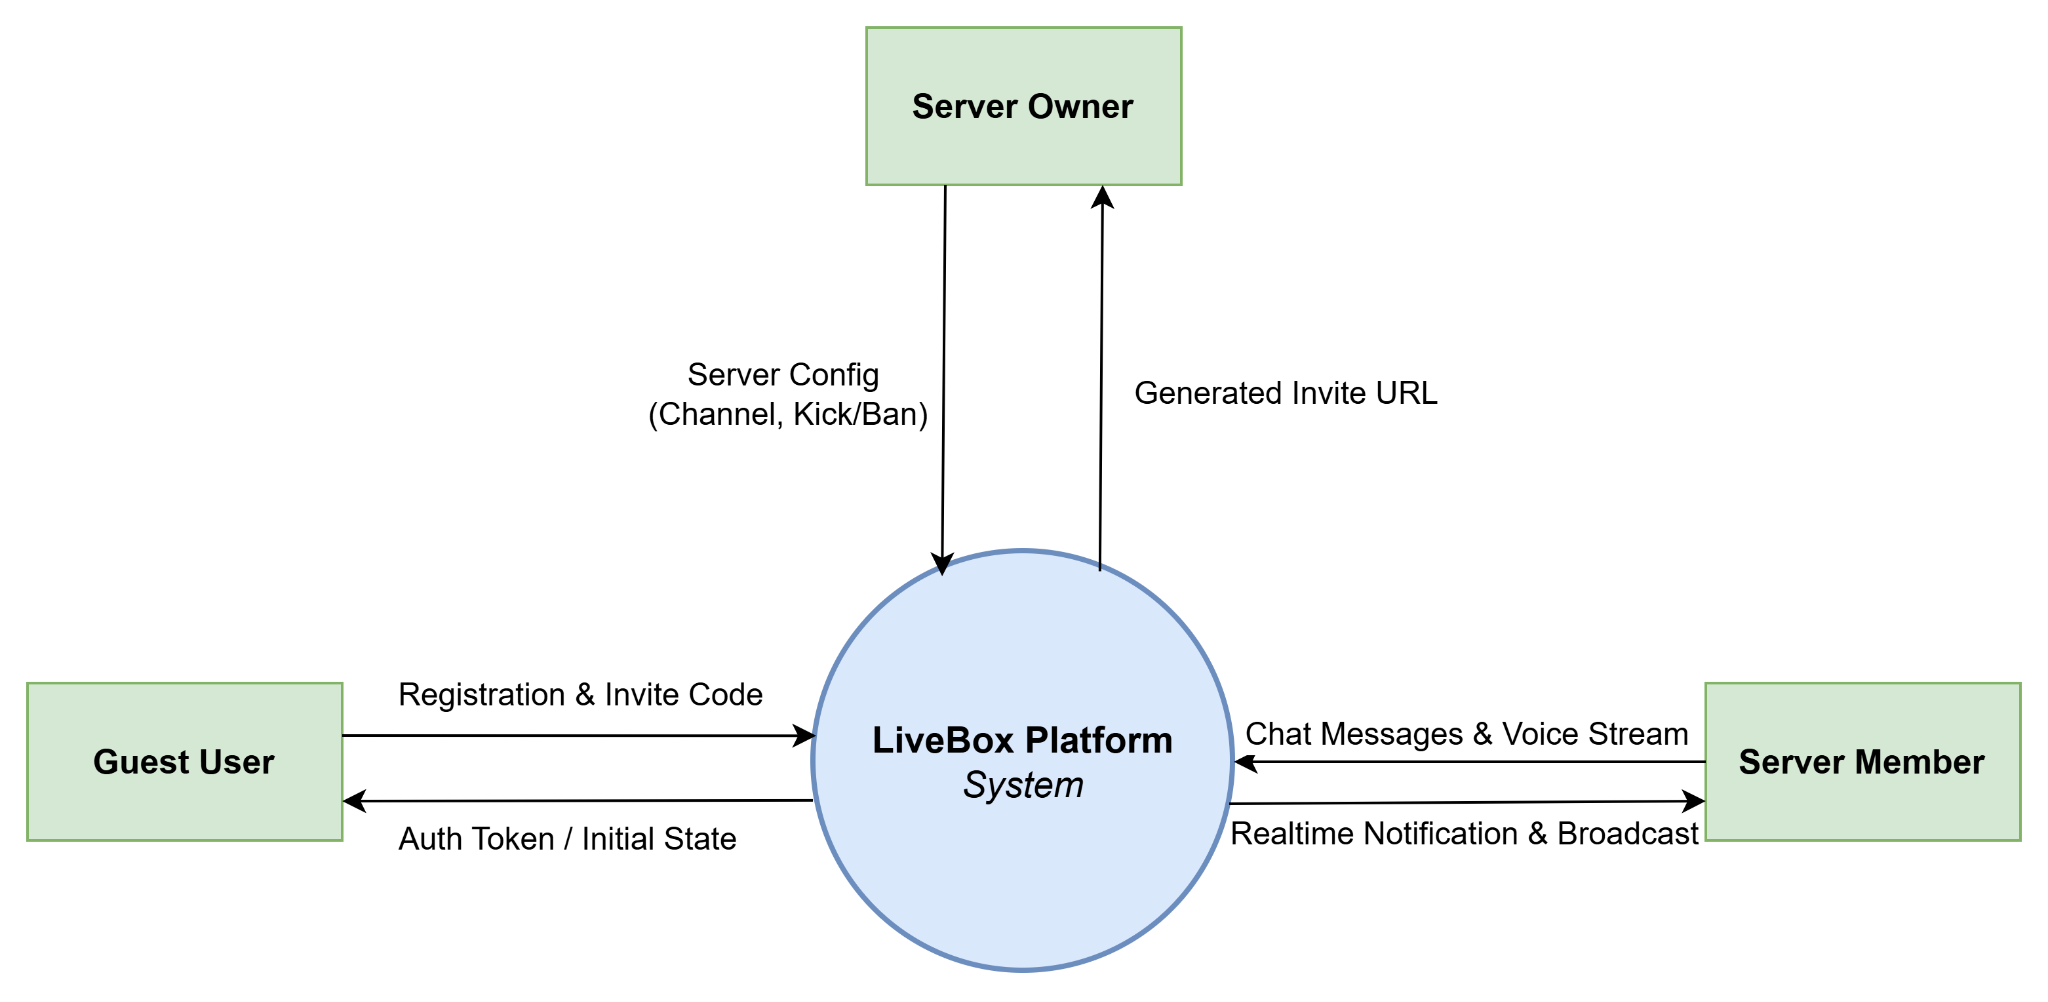 Server Owner
Server Config
(Channel, Kick/Ban)
Generated Invite URL
Registration & Invite Code
Guest User
Auth Token / Initial State
LiveBox Platform
System
Chat Messages & Voice Stream
Server Member
Realtime Notification & Broadcast